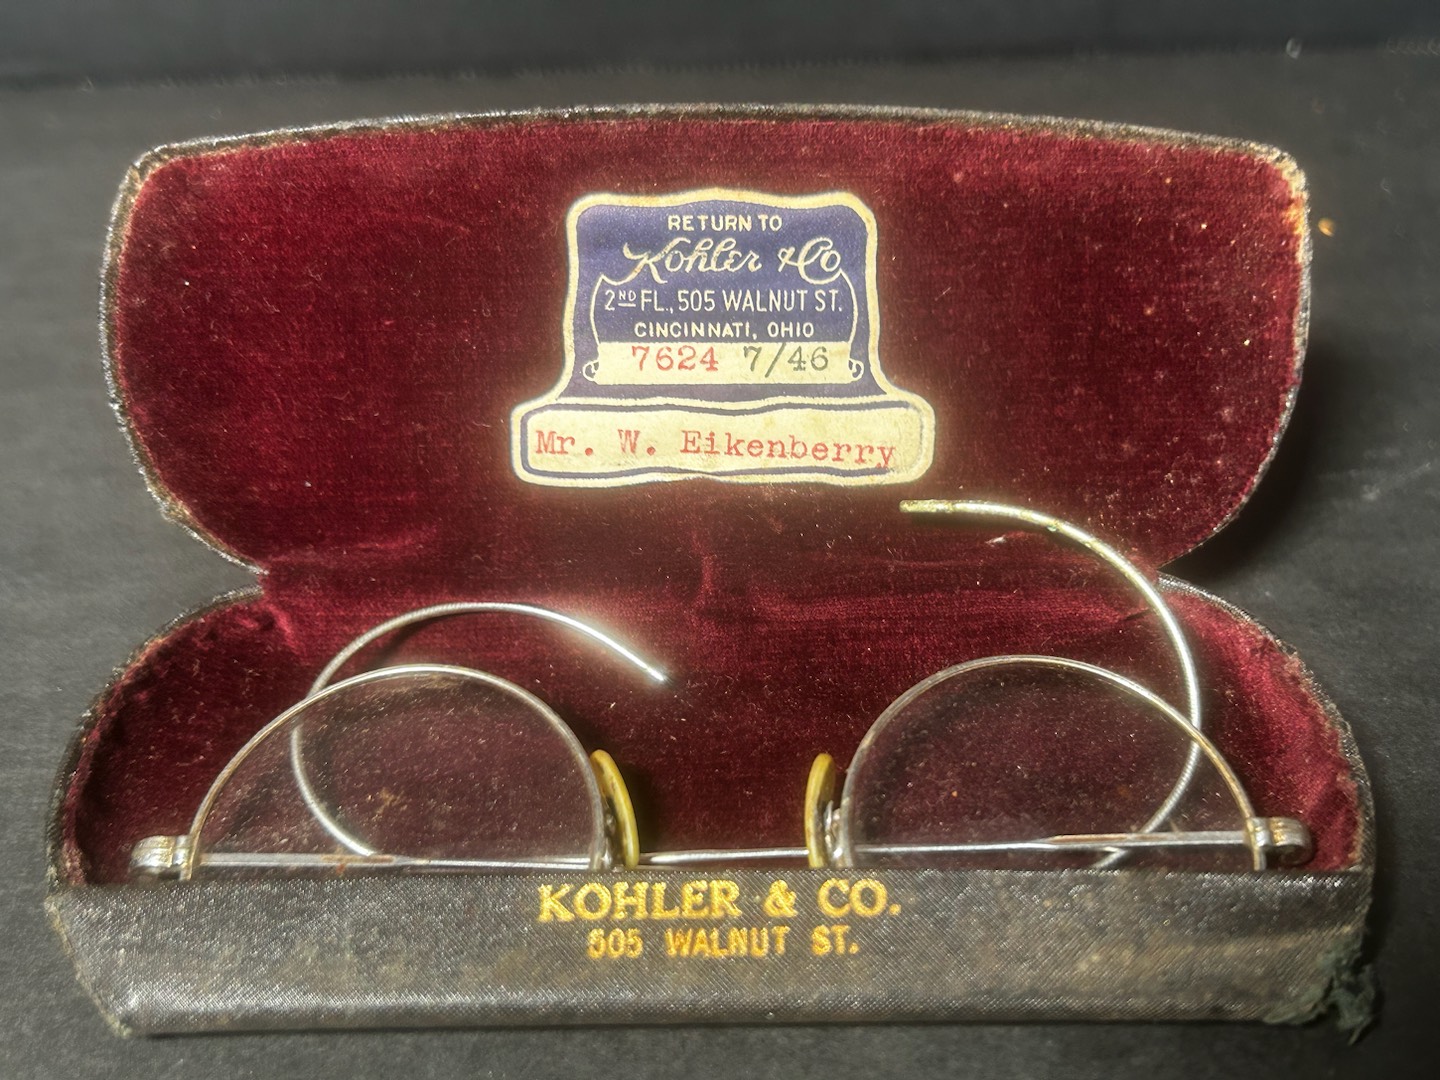 RETURN TO
Kohler & Co
2ND FL., 505 WALNUT ST.
CINCINNATI, OHIO
7624 7/46
Mr. W. Eikenberry
KOHLER & CO.
505 WALNUT ST.